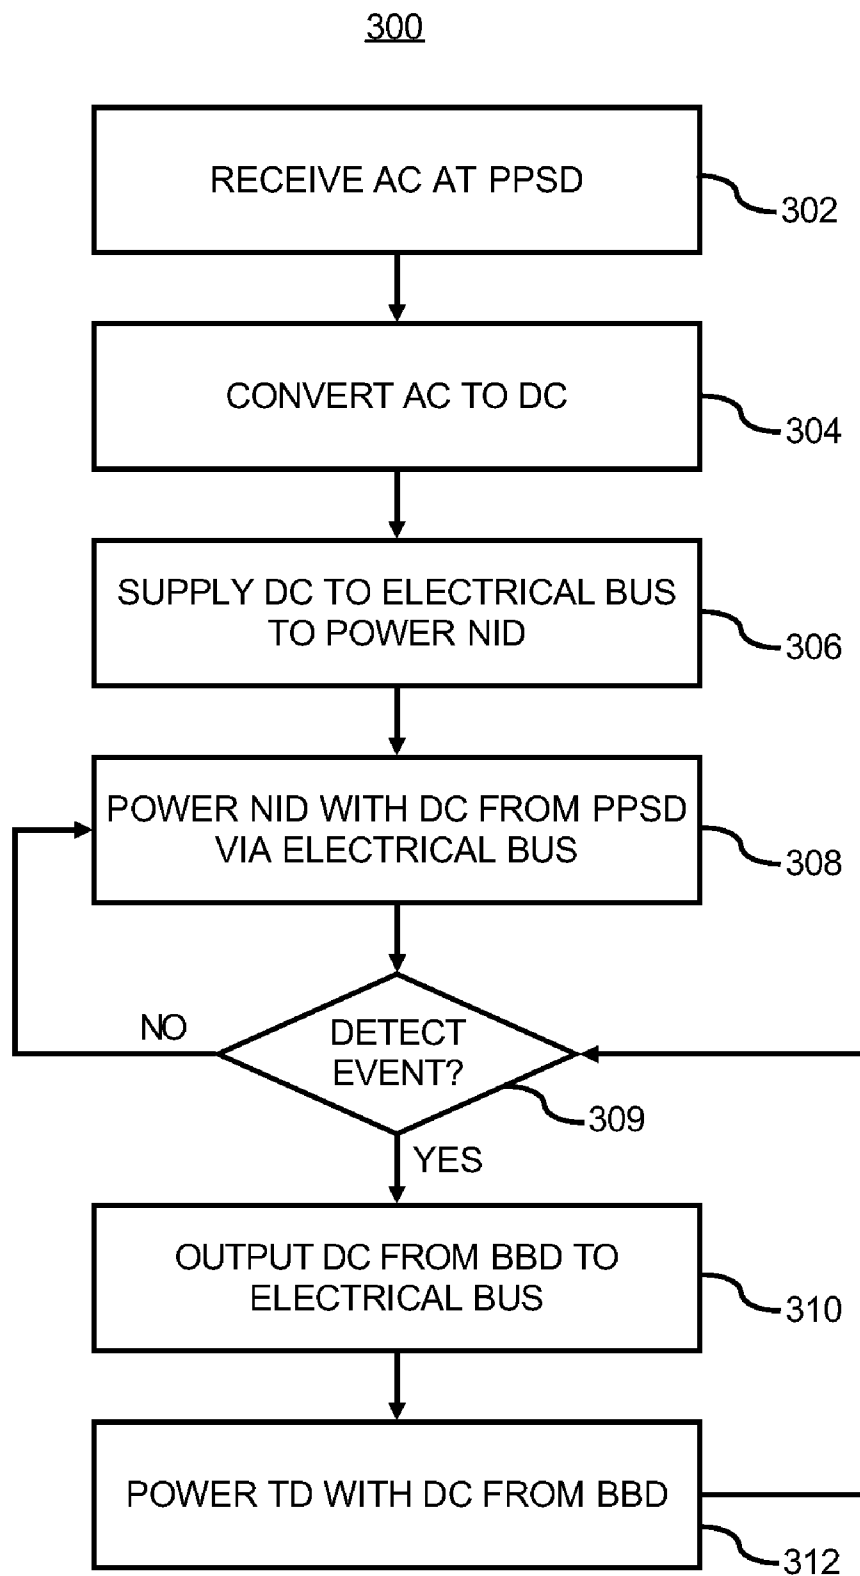 300
RECEIVE AC AT PPSD
302
CONVERT AC TO DC
304
SUPPLY DC TO ELECTRICAL BUS
TO POWER NID
306
POWER NID WITH DC FROM PPSD
VIA ELECTRICAL BUS
308
NO
DETECT
EVENT?
309
YES
OUTPUT DC FROM BBD TO
ELECTRICAL BUS
310
POWER TD WITH DC FROM BBD
312